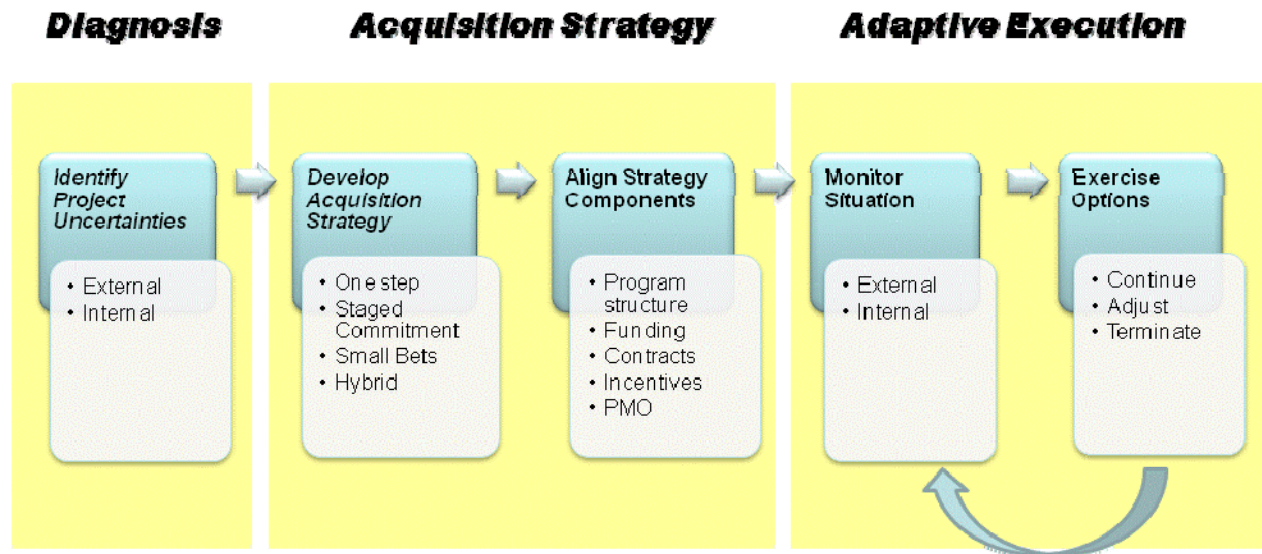 Diagnosis
Acquisition Strategy
Adaptive Execution
Identify
Project
Uncertainties
• External
• Internal
Develop
Acquisition
Strategy
• One step
• Staged
Commitment
• Small Bets
• Hybrid
Align Strategy
Components
• Program
structure
• Funding
• Contracts
• Incentives
• PMO
Monitor
Situation
• External
• Internal
Exercise
Options
• Continue
• Adjust
• Terminate